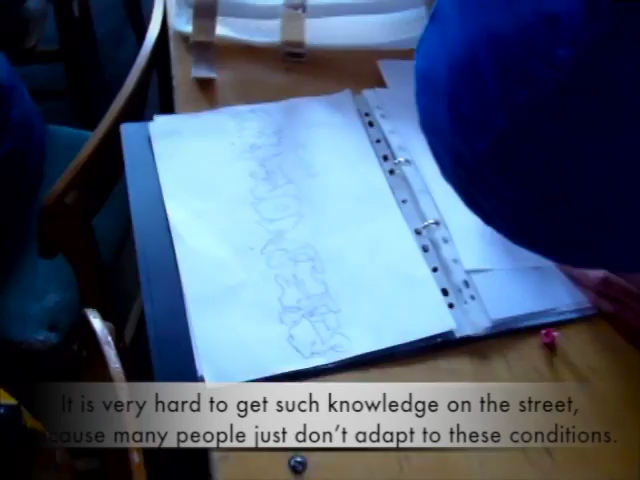 It is very hard to get such knowledge on the street,
cause many people just don't adapt to these conditions.